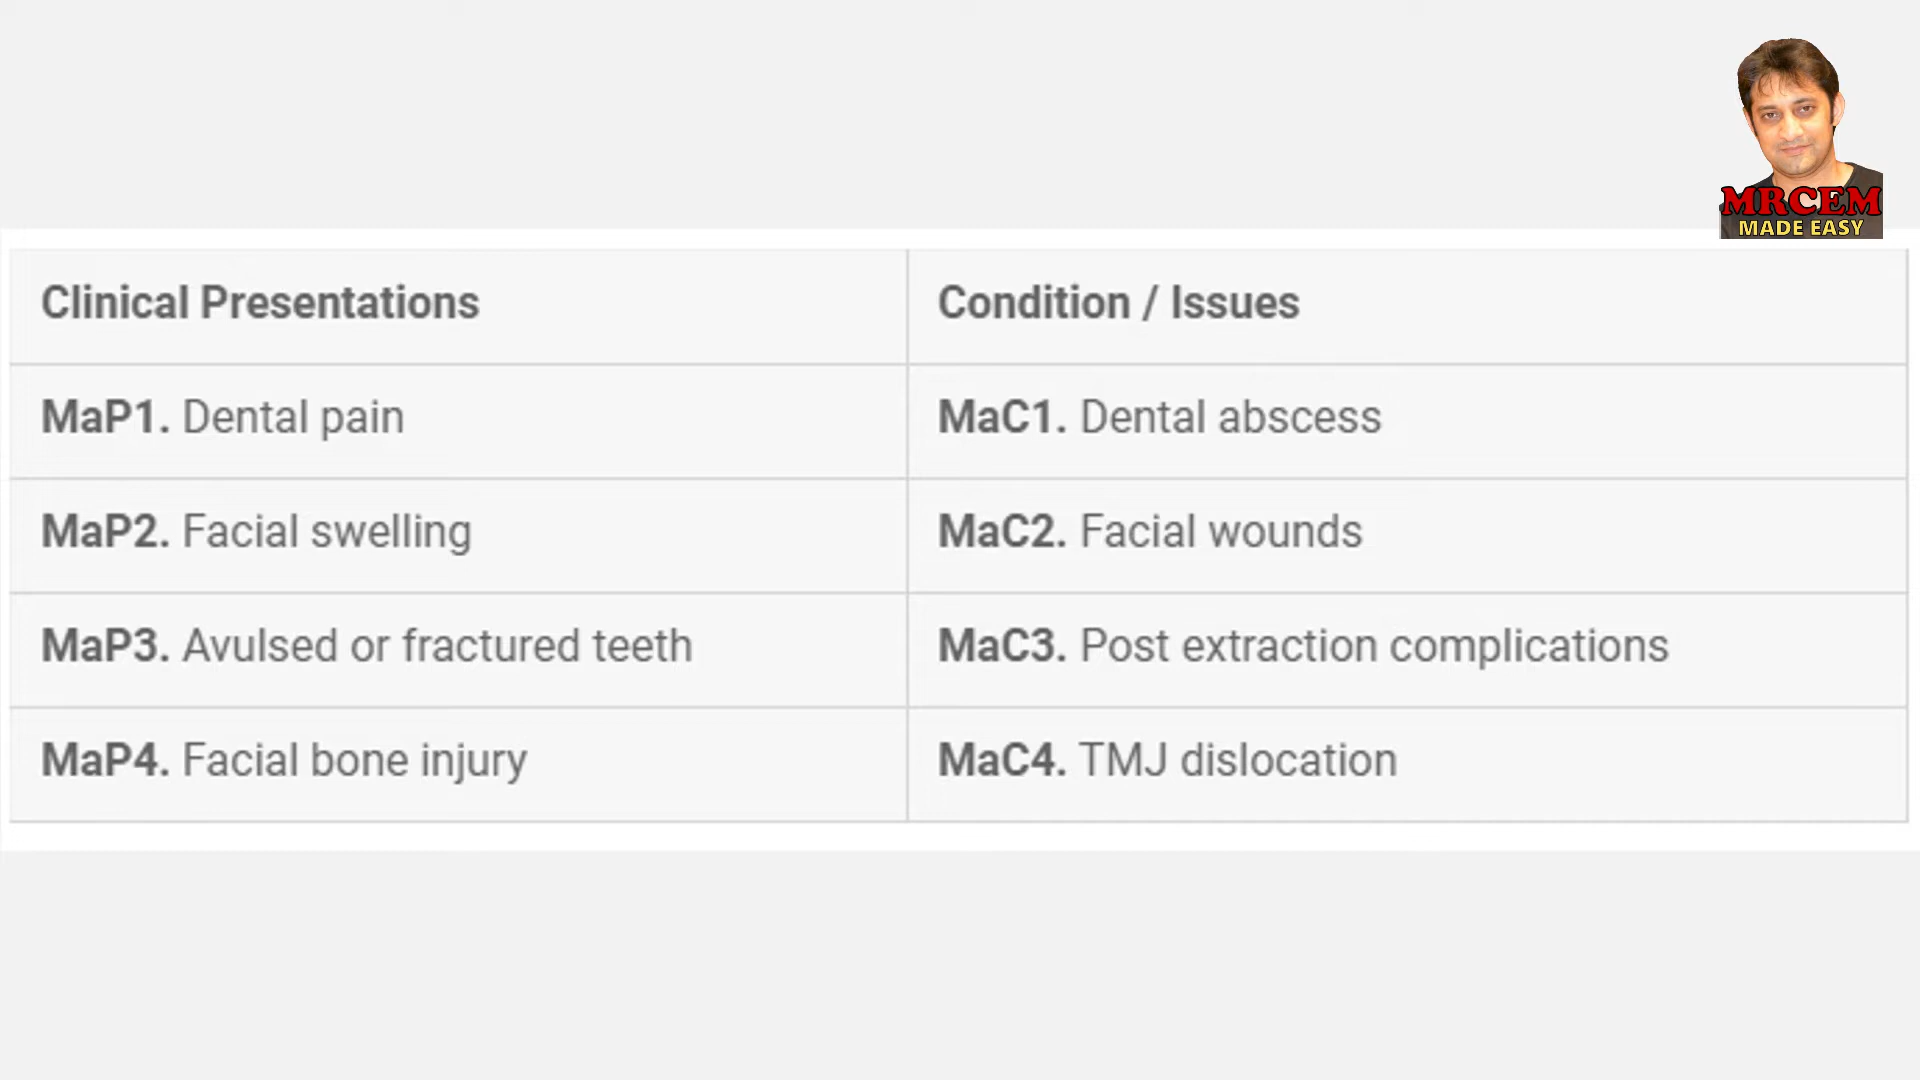 MRCEM
MADE EASY
Clinical Presentations
Condition / Issues
MaP1. Dental pain
MaC1. Dental abscess
MaP2. Facial swelling
MaC2. Facial wounds
MaP3. Avulsed or fractured teeth
MaC3. Post extraction complications
MaP4. Facial bone injury
MaC4. TMJ dislocation